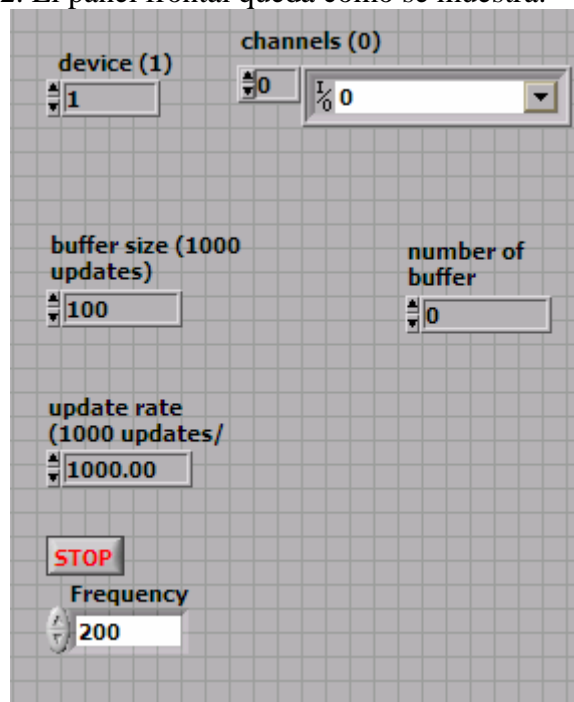 2. El panel frontal queda como se muestra.
channels (0)
device (1)
1
0
I/O 0
buffer size (1000
updates)
100
number of
buffer
0
update rate
(1000 updates/
1000.00
STOP
Frequency
200